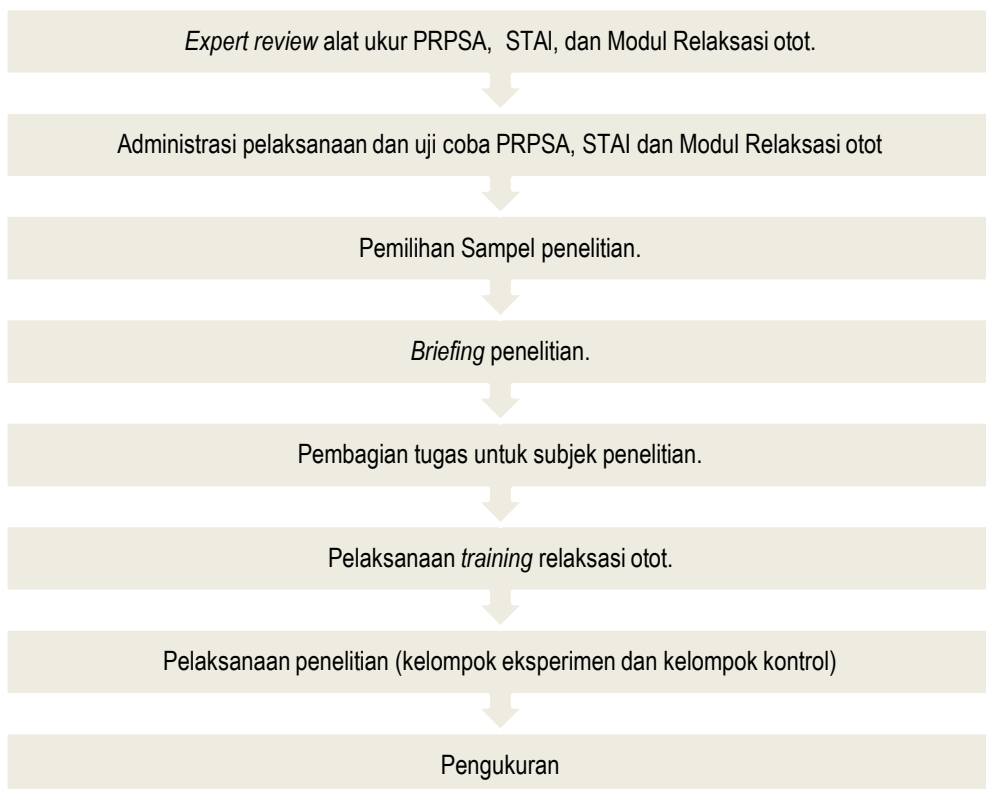 Expert review alat ukur PRPSA, STAI, dan Modul Relaksasi otot.
Administrasi pelaksanaan dan uji coba PRPSA, STAI dan Modul Relaksasi otot
Pemilihan Sampel penelitian.
Briefing penelitian.
Pembagian tugas untuk subjek penelitian.
Pelaksanaan training relaksasi otot.
Pelaksanaan penelitian (kelompok eksperimen dan kelompok kontrol)
Pengukuran